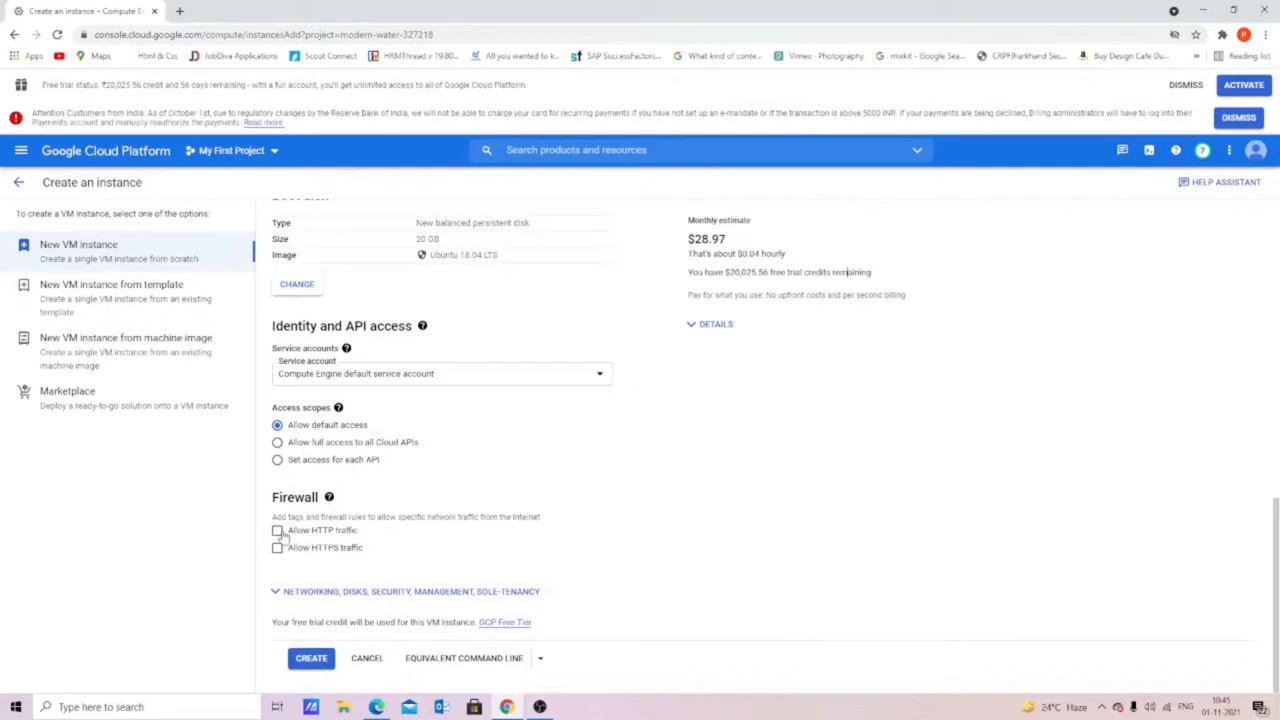 Create an instance – Compute E
console.cloud.google.com/compute/instancesAdd?project=modern-water-327218
Apps
Maps
Html & Css
JobDiva Applications
Scout Connect
HRMThread v 19.80...
All you wanted to k...
SAP SuccessFactors...
What kind of conte...
Vimeo - Photography
mixkit - Google Sea...
CRPFJharkhand Sec...
Buy Design Cafe Du...
»
Reading list
Free trial status: ₹20,025.56 credit and 56 days remaining - with a full account, you'll get unlimited access to all of Google Cloud Platform.
DISMISS
ACTIVATE
Attention Customers from India: As of October 1st, due to regulatory changes by the Reserve Bank of India, we will not be able to charge your card for recurring payments if you have not set up an e-mandate or if the transaction is above 5000 INR. If your payments are being declined, Billing administrators will have to log into their
Payments account and manually reauthorize the payments. Read more.
DISMISS
Google Cloud Platform
My First Project
Search products and resources
7
Create an instance
HELP ASSISTANT
To create a VM instance, select one of the options:
New VM instance
Create a single VM instance from scratch
New VM instance from template
Create a single VM instance from an existing
template
New VM instance from machine image
Create a single VM instance from an existing
machine image
Marketplace
Deploy a ready-to-go solution onto a VM instance
Type New balanced persistent disk
Size 20 GB
Image Ubuntu 18.04 LTS
CHANGE
Identity and API access
Service accounts
Service account
Compute Engine default service account
Access scopes
Allow default access
Allow full access to all Cloud APIs
Set access for each API
Firewall
Add tags and firewall rules to allow specific network traffic from the Internet
Allow HTTP traffic
Allow HTTPS traffic
NETWORKING, DISKS, SECURITY, MANAGEMENT, SOLE-TENANCY
Your free trial credit will be used for this VM instance. GCP Free Tier
CREATE
CANCEL
EQUIVALENT COMMAND LINE
Monthly estimate
$28.97
That's about $0.04 hourly
You have $20,025.56 free trial credits remaining
Pay for what you use: No upfront costs and per second billing
DETAILS
Type here to search
24°C Haze
ENG
10:45
01-11-2021
22